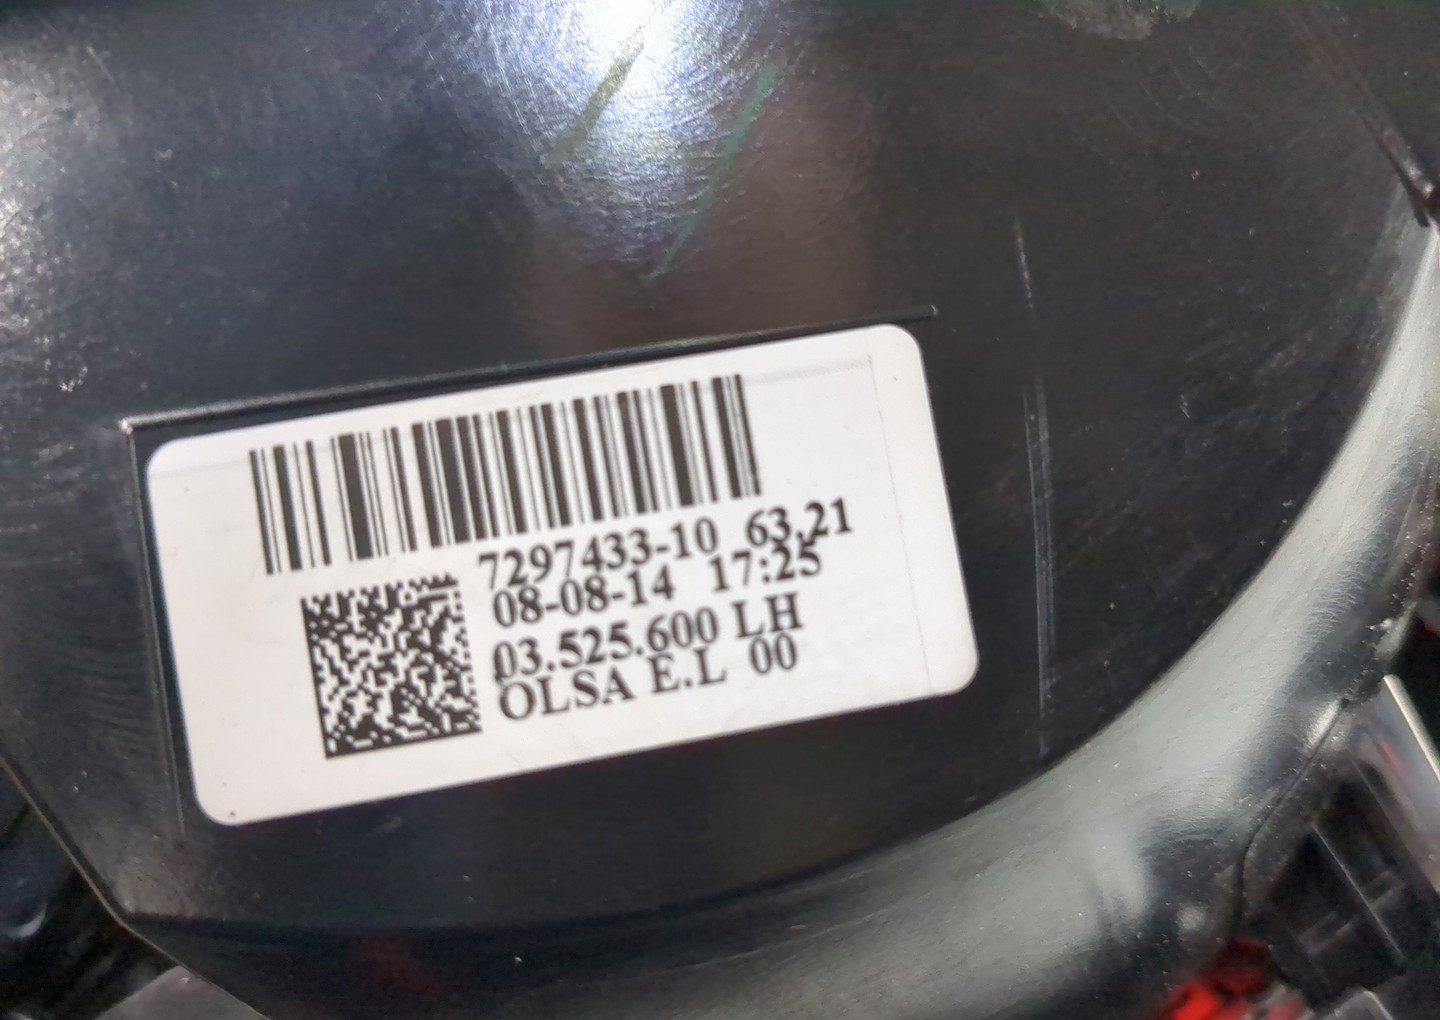 7297433-10 63.21
08-08-14 17:25
03.525.600 LH
OLSA E.L 00